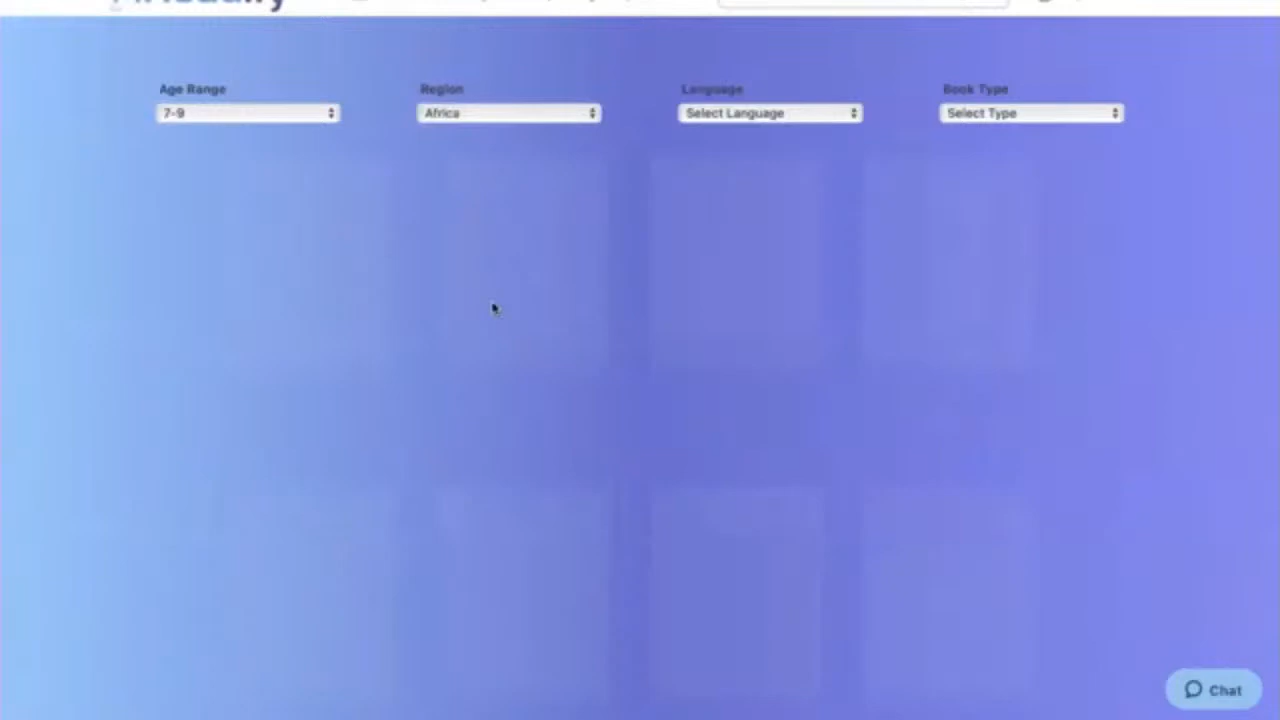 Age Range
Region
Language
Book Type
7-9
Africa
Select Language
Select Type
Chat